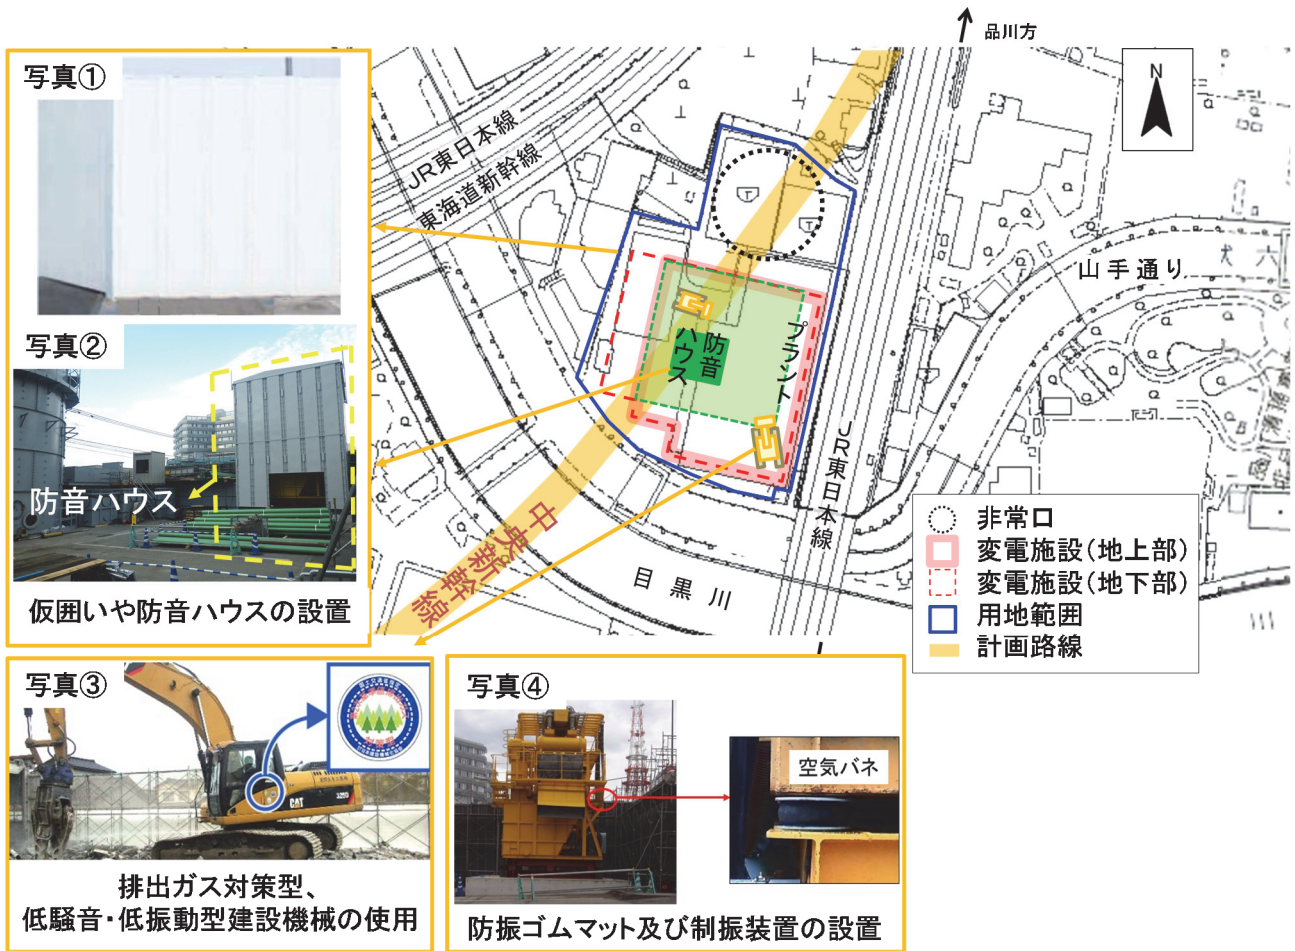 品川方
N
写真①
写真②
防音ハウス
仮囲いや防音ハウスの設置
JR東日本線
東海道新幹線
山手通り
プラント
防音
ハウス
JR東日本線
中央新幹線
目黒川
非常口
変電施設(地上部)
変電施設(地下部)
用地範囲
計画路線
写真③
CAT
排出ガス対策型、
低騒音・低振動型建設機械の使用
写真④
空気バネ
防振ゴムマット及び制振装置の設置